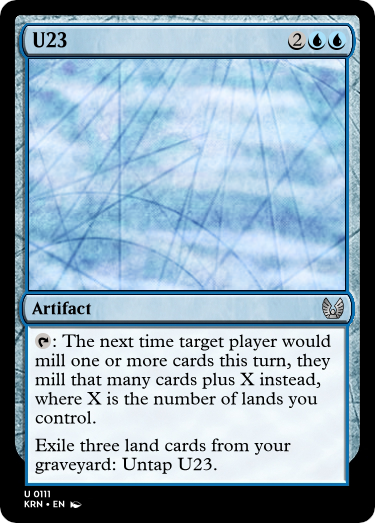 U23
2
Artifact
: The next time target player would
mill one or more cards this turn, they
mill that many cards plus X instead,
where X is the number of lands you
control.
Exile three land cards from your
graveyard: Untap U23.
U 0111
KRN • EN